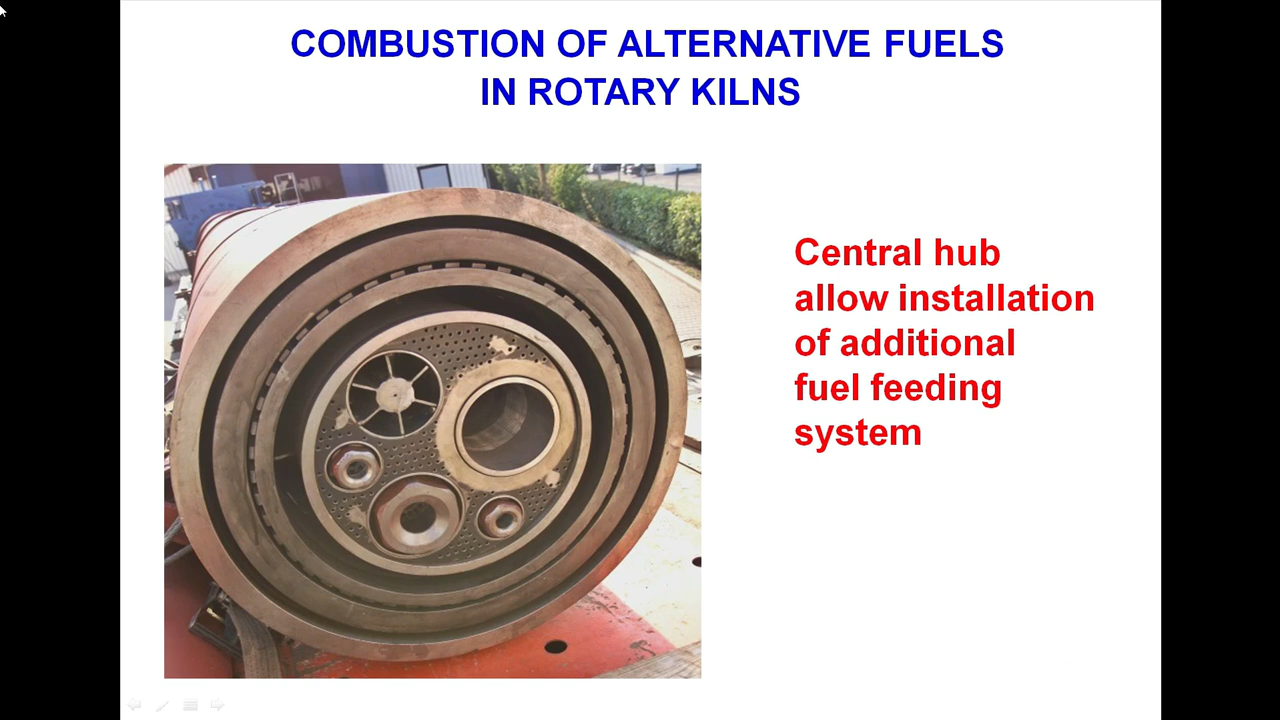 COMBUSTION OF ALTERNATIVE FUELS
IN ROTARY KILNS
Central hub
allow installation
of additional
fuel feeding
system